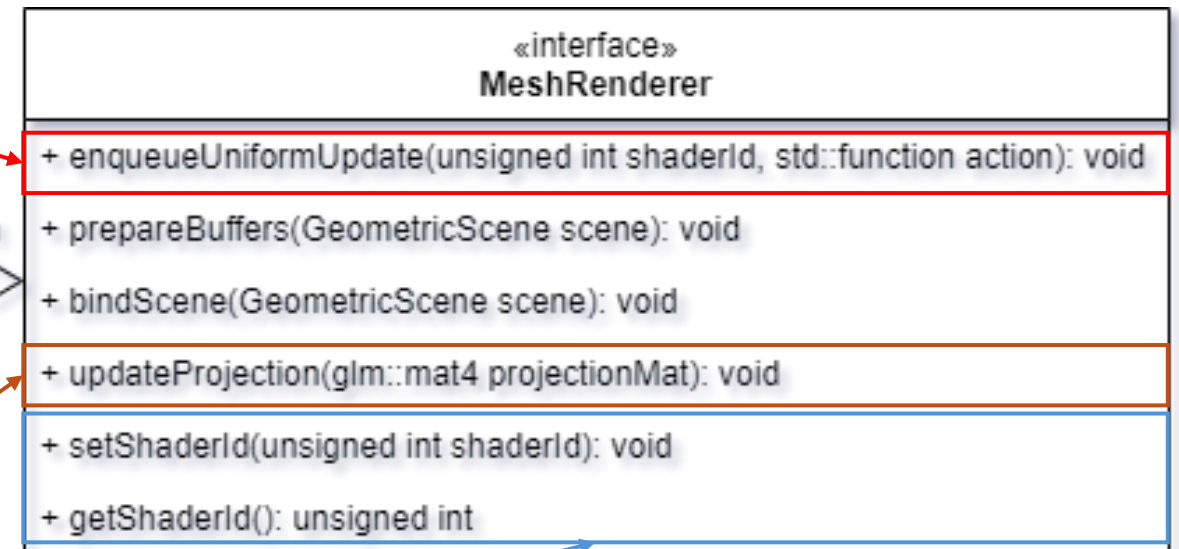 «interface»
MeshRenderer
+ enqueueUniformUpdate(unsigned int shaderId, std::function action): void
+ prepareBuffers(GeometricScene scene): void
+ bindScene(GeometricScene scene): void
+ updateProjection(glm::mat4 projectionMat): void
+ setShaderId(unsigned int shaderId): void
+ getShaderId(): unsigned int